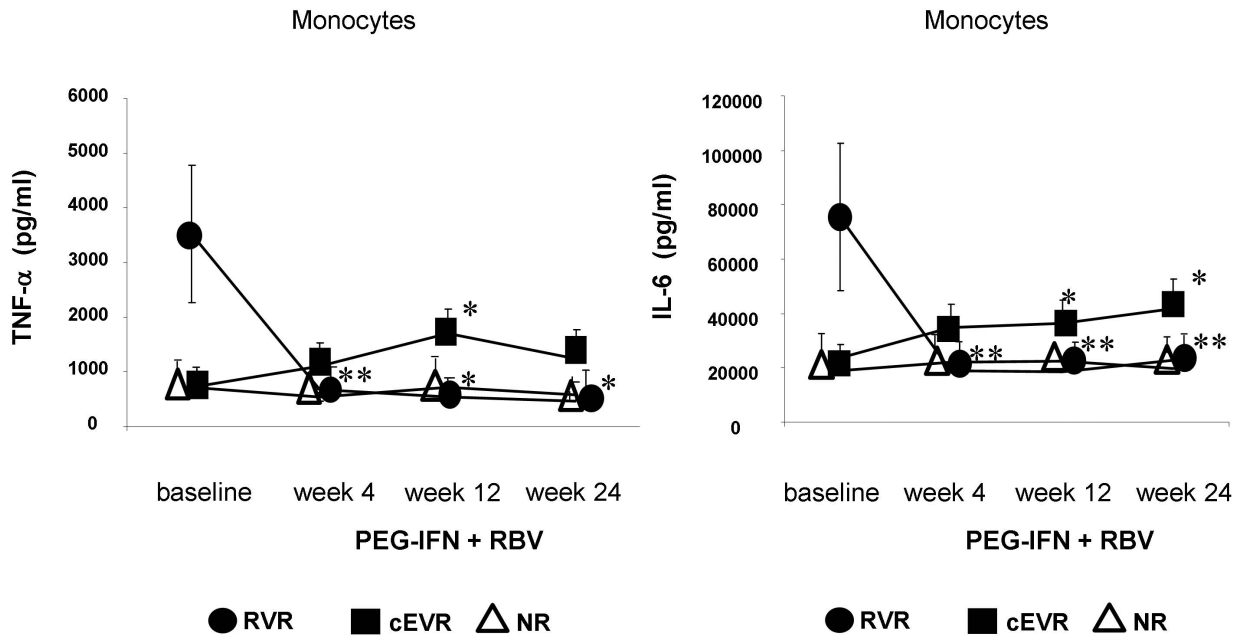 Monocytes
TNF-α (pg/ml)
6000
5000
4000
3000
2000
1000
0
*
**
*
*
baseline week 4 week 12 week 24
PEG-IFN + RBV
RVR cEVR NR
Monocytes
IL-6 (pg/ml)
120000
100000
80000
60000
40000
20000
0
*
*
**
**
**
baseline week 4 week 12 week 24
PEG-IFN + RBV
RVR cEVR NR